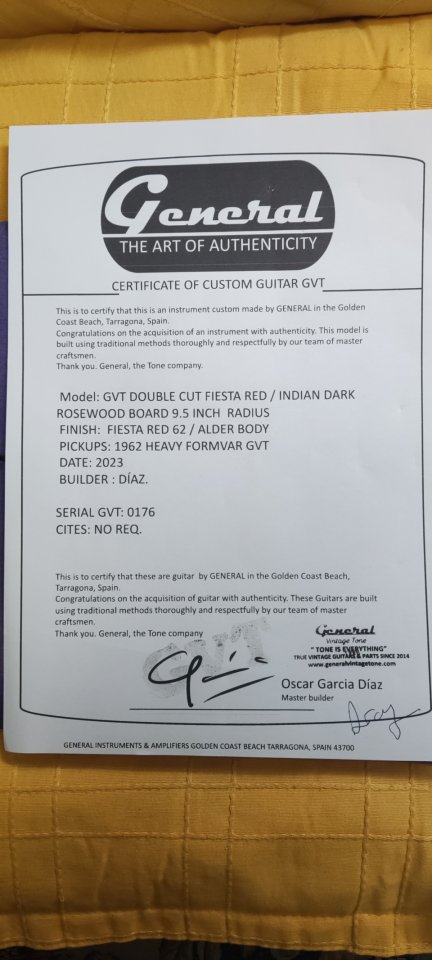 General
THE ART OF AUTHENTICITY
CERTIFICATE OF CUSTOM GUITAR GVT
This is to certify that this is an instrument custom made by GENERAL in the Golden
Coast Beach, Tarragona, Spain.
Congratulations on the acquisition of an instrument with authenticity. This model is
built using traditional methods thoroughly and respectfully by our team of master
craftsmen.
Thank you. General, the Tone company.
Model: GVT DOUBLE CUT FIESTA RED / INDIAN DARK
ROSEWOOD BOARD 9.5 INCH RADIUS
FINISH: FIESTA RED 62 / ALDER BODY
PICKUPS: 1962 HEAVY FORMVAR GVT
DATE: 2023
BUILDER : DÍAZ.
SERIAL GVT: 0176
CITES: NO REQ.
This is to certify that these are guitar by GENERAL in the Golden Coast Beach,
Tarragona, Spain.
Congratulations on the acquisition of guitar with authenticity. These Guitars are built
using traditional methods thoroughly and respectfully by our team of master
craftsmen.
Thank you. General, the Tone company
GVT
General
Vintage Tone
" TONE IS EVERYTHING"
TRUE VINTAGE GUITARS & PARTS SINCE 2014
www.generalvintagetone.com
Oscar Garcia Díaz
Master builder
GENERAL INSTRUMENTS & AMPLIFIERS GOLDEN COAST BEACH TARRAGONA, SPAIN 43700